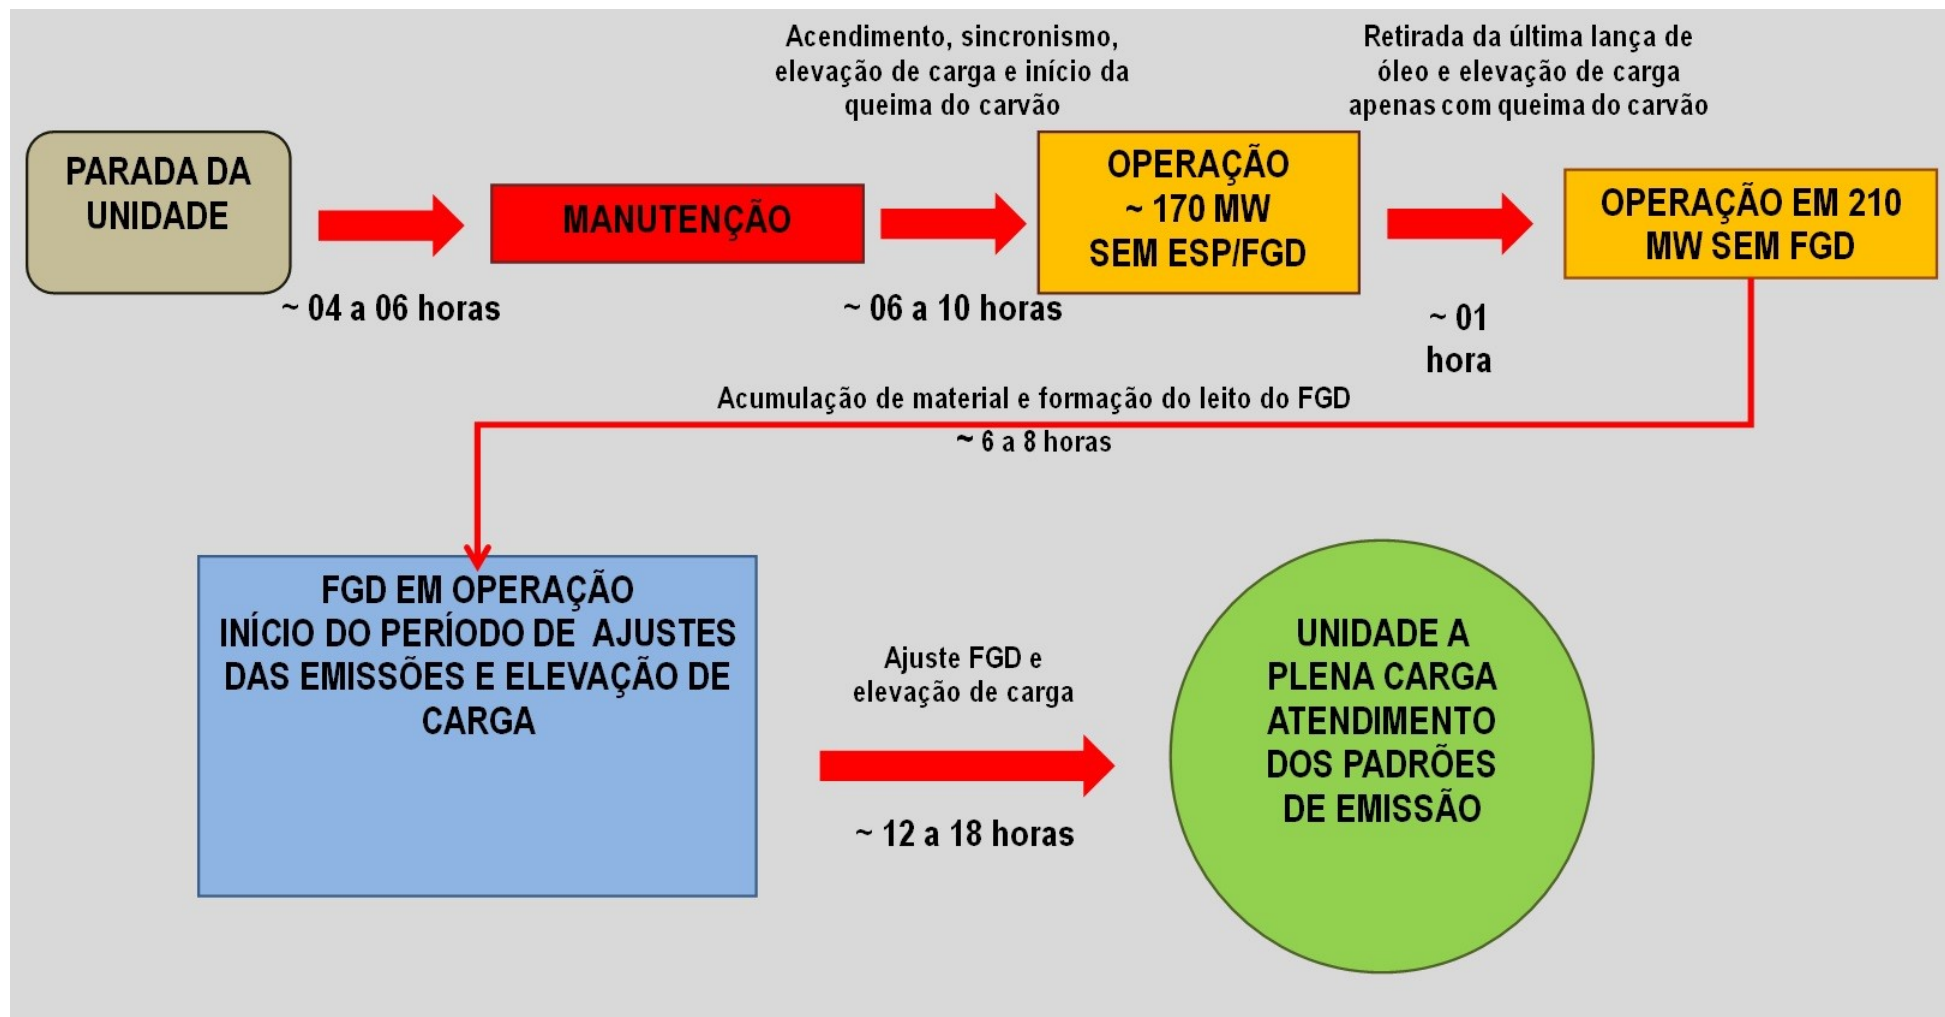 Acendimento, sincronismo,
elevação de carga e início da
queima do carvão
Retirada da última lança de
óleo e elevação de carga
apenas com queima do carvão
PARADA DA
UNIDADE
MANUTENÇÃO
OPERAÇÃO
~ 170 MW
SEM ESP/FGD
OPERAÇÃO EM 210
MW SEM FGD
~ 04 a 06 horas
~ 06 a 10 horas
~ 01
hora
Acumulação de material e formação do leito do FGD
~ 6 a 8 horas
FGD EM OPERAÇÃO
INÍCIO DO PERÍODO DE AJUSTES
DAS EMISSÕES E ELEVAÇÃO DE
CARGA
Ajuste FGD e
elevação de carga
~ 12 a 18 horas
UNIDADE A
PLENA CARGA
ATENDIMENTO
DOS PADRÕES
DE EMISSÃO